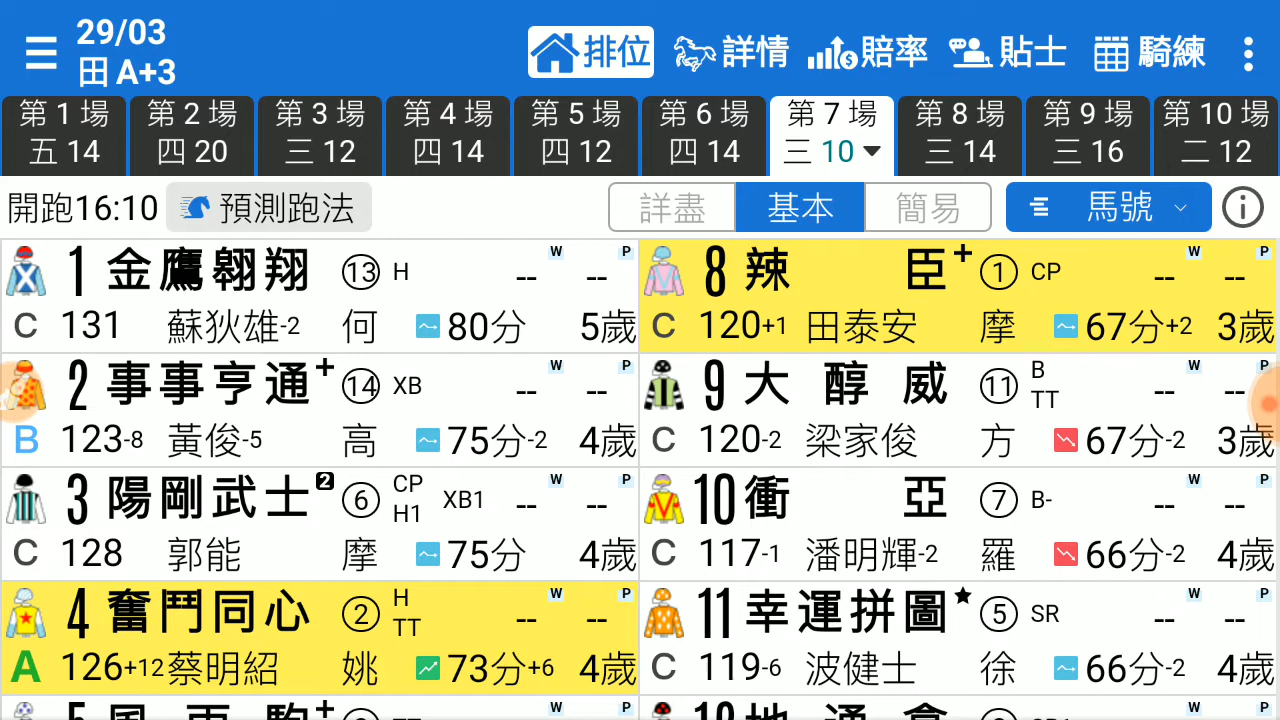 29/03
田 A+3
排位
詳情
賠率
貼士
騎練
第 1 場
五 14
第 2 場
四 20
第 3 場
三 12
第 4 場
四 14
第 5 場
四 12
第 6 場
四 14
第 7 場
三 10
第 8 場
三 14
第 9 場
三 16
第 10 場
二 12
開跑16:10
預測跑法
詳盡
基本
簡易
馬號
1 金鷹翱翔 13 H -- W -- P
C 131 蘇狄雄-2 何 80分 5歲
2 事事亨通+ 14 XB -- W -- P
B 123-8 黃俊-5 高 75分-2 4歲
3 陽剛武士2 6 CP H1 XB1 -- W -- P
C 128 郭能 摩 75分 4歲
4 奮鬥同心 2 H TT -- W -- P
A 126+12 蔡明紹 姚 73分+6 4歲
8 辣臣+ 1 CP -- W -- P
C 120+1 田泰安 摩 67分+2 3歲
9 大醇威 11 B TT -- W -- P
C 120-2 梁家俊 方 67分-2 3歲
10 衝亞 7 B- -- W -- P
C 117-1 潘明輝-2 羅 66分-2 4歲
11 幸運拼圖★ 5 SR -- W -- P
C 119-6 波健士 徐 66分-2 4歲
W P
W P